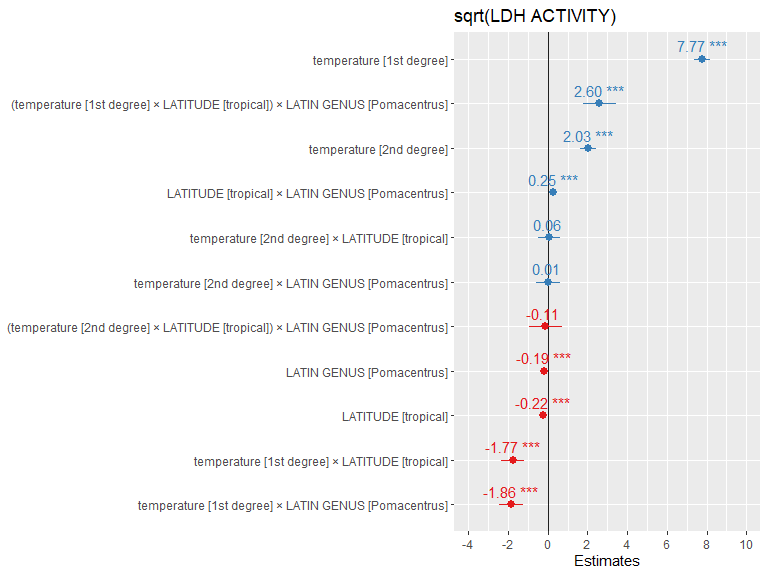 sqrt(LDH ACTIVITY)
temperature [1st degree]
7.77 ***
(temperature [1st degree] × LATITUDE [tropical]) × LATIN GENUS [Pomacentrus]
2.60 ***
temperature [2nd degree]
2.03 ***
LATITUDE [tropical] × LATIN GENUS [Pomacentrus]
0.25 ***
temperature [2nd degree] × LATITUDE [tropical]
0.06
temperature [2nd degree] × LATIN GENUS [Pomacentrus]
0.01
(temperature [2nd degree] × LATITUDE [tropical]) × LATIN GENUS [Pomacentrus]
-0.11
LATIN GENUS [Pomacentrus]
-0.19 ***
LATITUDE [tropical]
-0.22 ***
temperature [1st degree] × LATITUDE [tropical]
-1.77 ***
temperature [1st degree] × LATIN GENUS [Pomacentrus]
-1.86 ***
-4 -2 0 2 4 6 8 10
Estimates